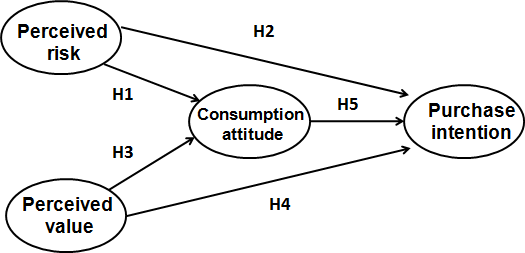 Perceived
risk
H2
H1
Consumption
attitude
H5
Purchase
intention
H3
Perceived
value
H4